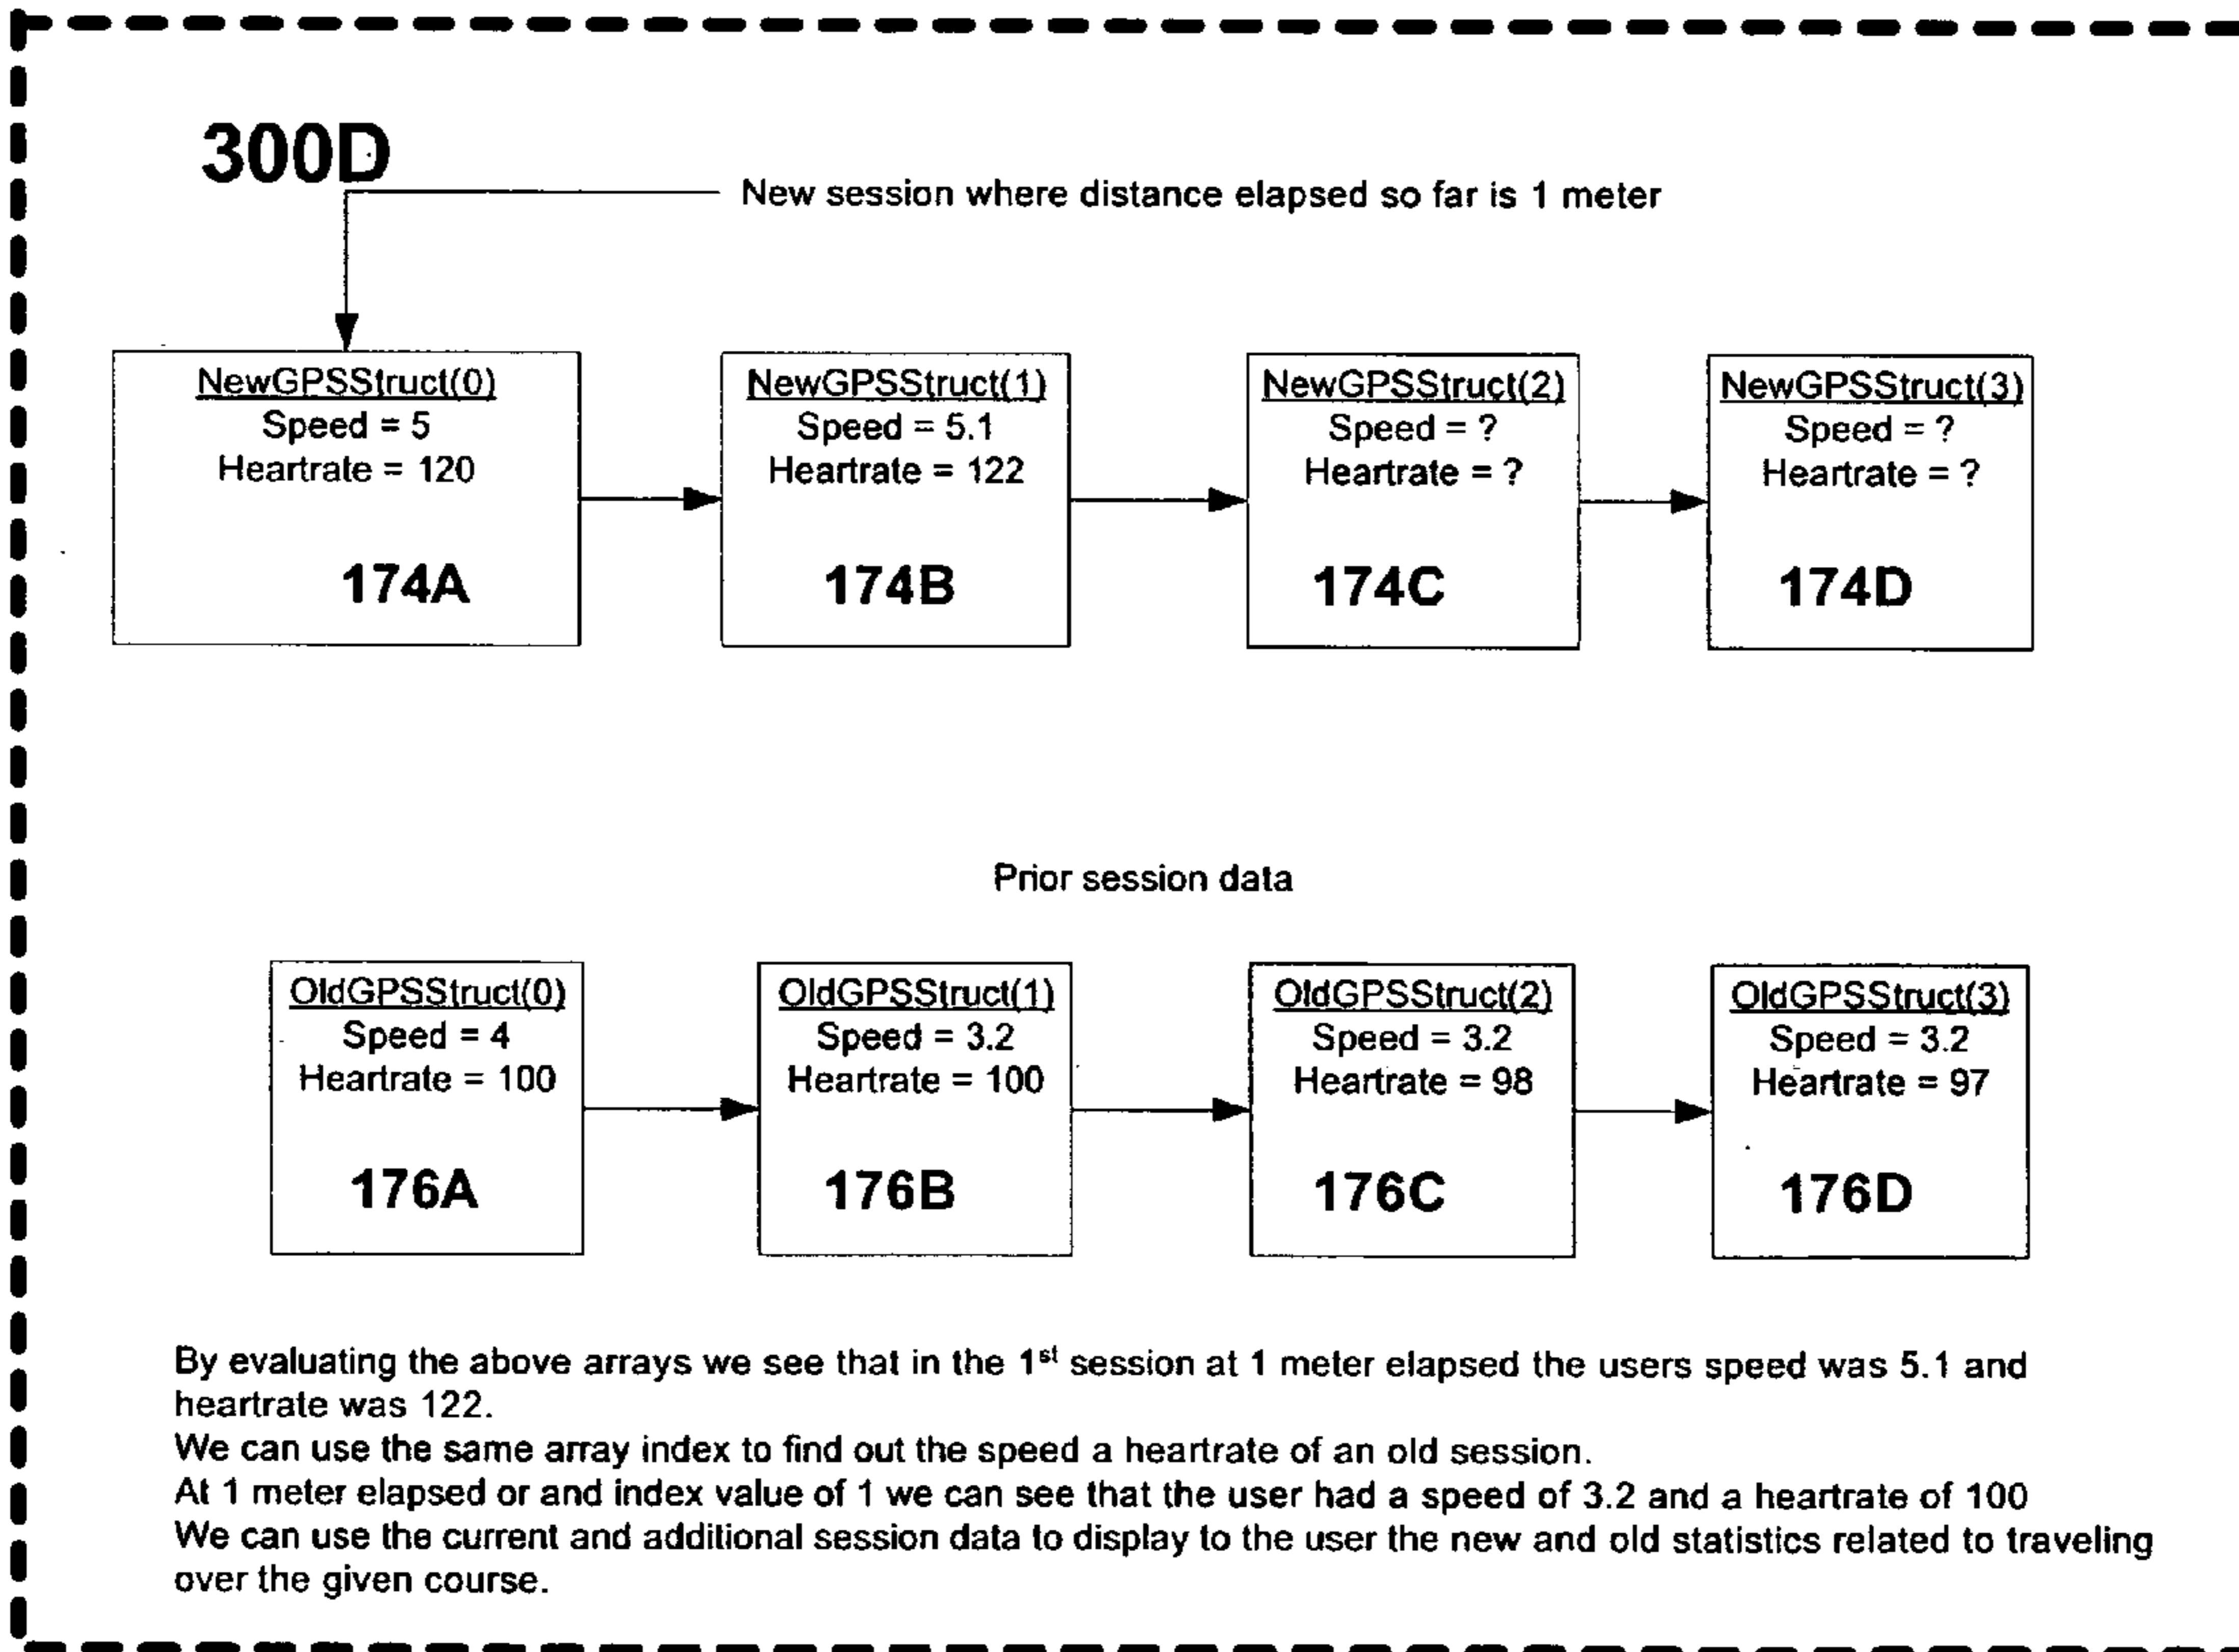 300D
New session where distance elapsed so far is 1 meter
NewGPSStruct(0)
Speed = 5
Heartrate = 120
174A
NewGPSStruct(1)
Speed = 5.1
Heartrate = 122
174B
NewGPSStruct(2)
Speed = ?
Heartrate = ?
174C
NewGPSStruct(3)
Speed = ?
Heartrate = ?
174D
Prior session data
OldGPSStruct(0)
Speed = 4
Heartrate = 100
176A
OldGPSStruct(1)
Speed = 3.2
Heartrate = 100
176B
OldGPSStruct(2)
Speed = 3.2
Heartrate = 98
176C
OldGPSStruct(3)
Speed = 3.2
Heartrate = 97
176D
By evaluating the above arrays we see that in the 1st session at 1 meter elapsed the users speed was 5.1 and
heartrate was 122.
We can use the same array index to find out the speed a heartrate of an old session.
At 1 meter elapsed or and index value of 1 we can see that the user had a speed of 3.2 and a heartrate of 100
We can use the current and additional session data to display to the user the new and old statistics related to traveling
over the given course.